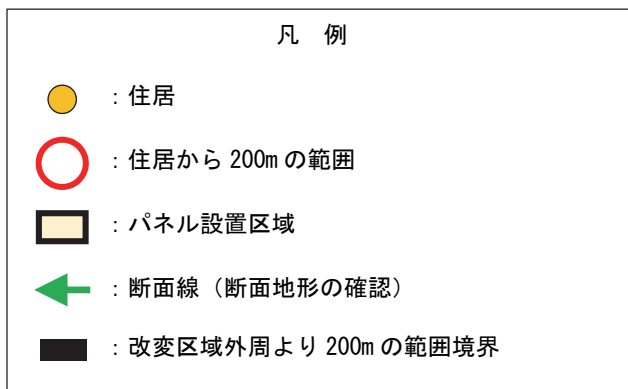 凡 例
：住居
：住居から 200m の範囲
：パネル設置区域
：断面線（断面地形の確認）
：改変区域外周より 200m の範囲境界